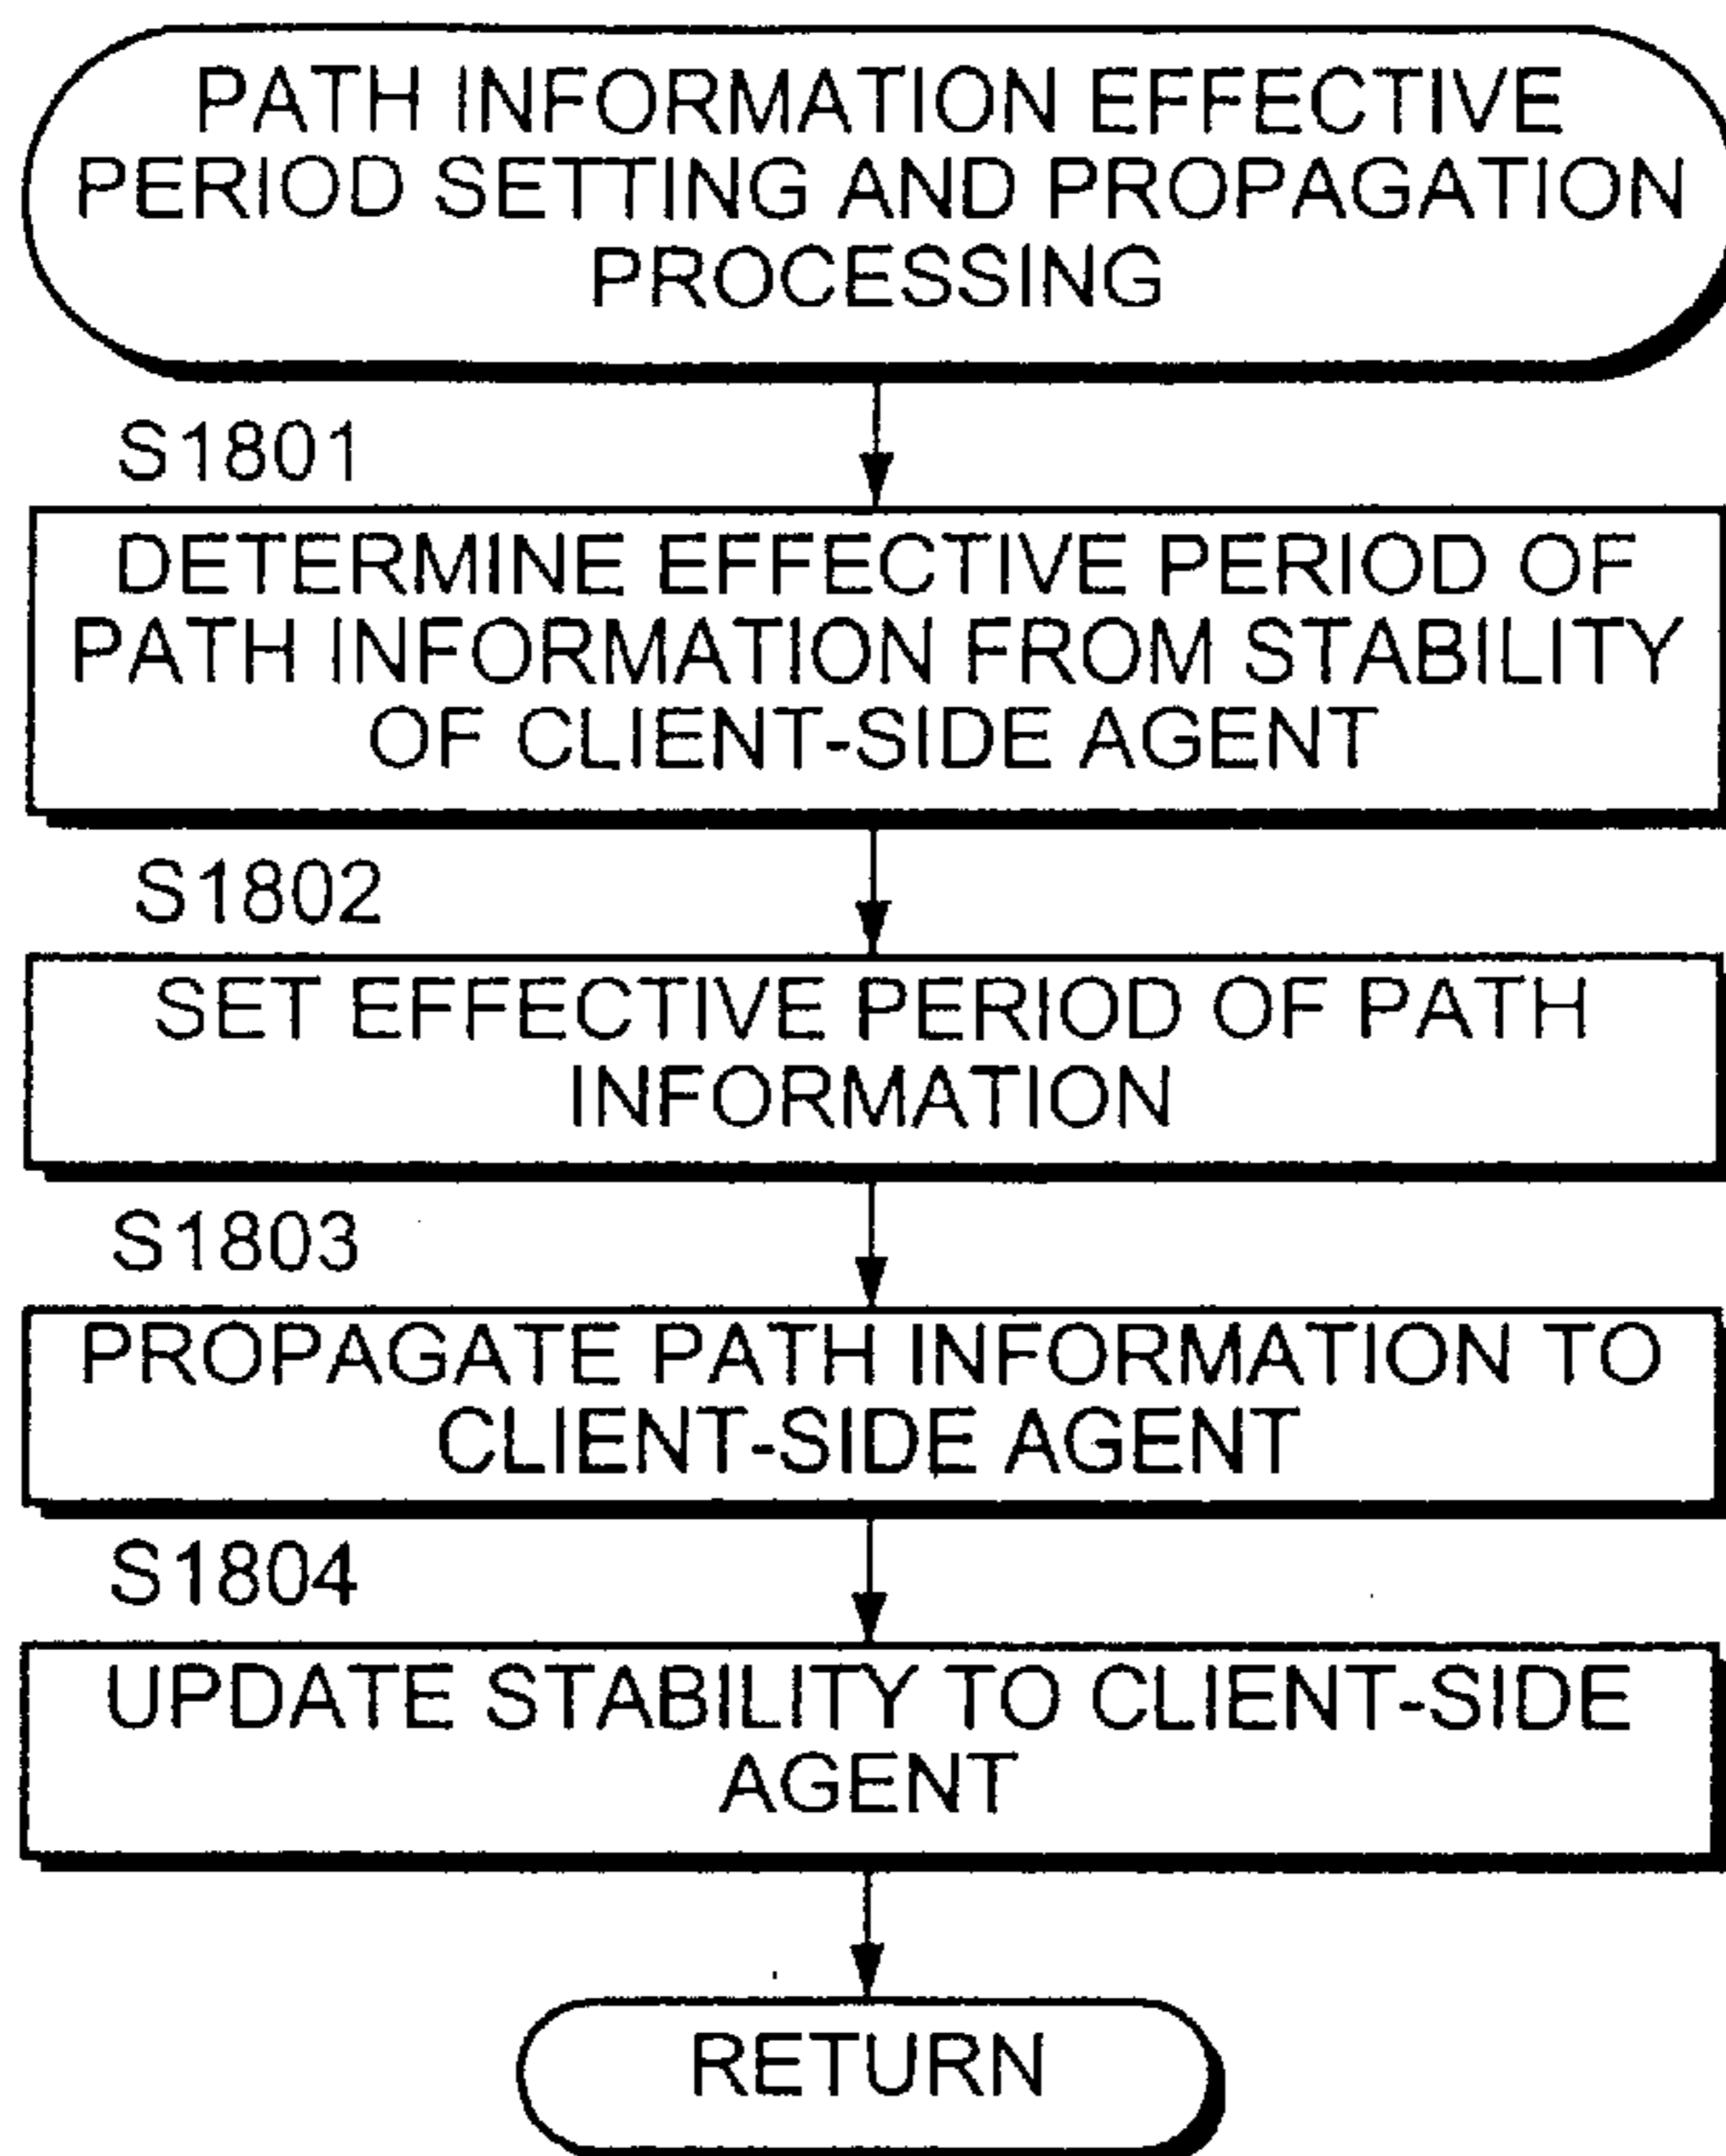 PATH INFORMATION EFFECTIVE
PERIOD SETTING AND PROPAGATION
PROCESSING
S1801
DETERMINE EFFECTIVE PERIOD OF
PATH INFORMATION FROM STABILITY
OF CLIENT-SIDE AGENT
S1802
SET EFFECTIVE PERIOD OF PATH
INFORMATION
S1803
PROPAGATE PATH INFORMATION TO
CLIENT-SIDE AGENT
S1804
UPDATE STABILITY TO CLIENT-SIDE
AGENT
RETURN